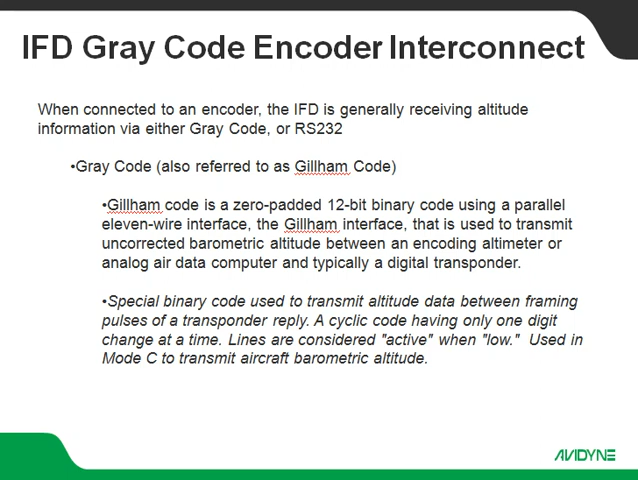 IFD Gray Code Encoder Interconnect
When connected to an encoder, the IFD is generally receiving altitude
information via either Gray Code, or RS232
•Gray Code (also referred to as Gillham Code)
•Gillham code is a zero-padded 12-bit binary code using a parallel
eleven-wire interface, the Gillham interface, that is used to transmit
uncorrected barometric altitude between an encoding altimeter or
analog air data computer and typically a digital transponder.
•Special binary code used to transmit altitude data between framing
pulses of a transponder reply. A cyclic code having only one digit
change at a time. Lines are considered "active" when "low."  Used in
Mode C to transmit aircraft barometric altitude.
AVIDYNE